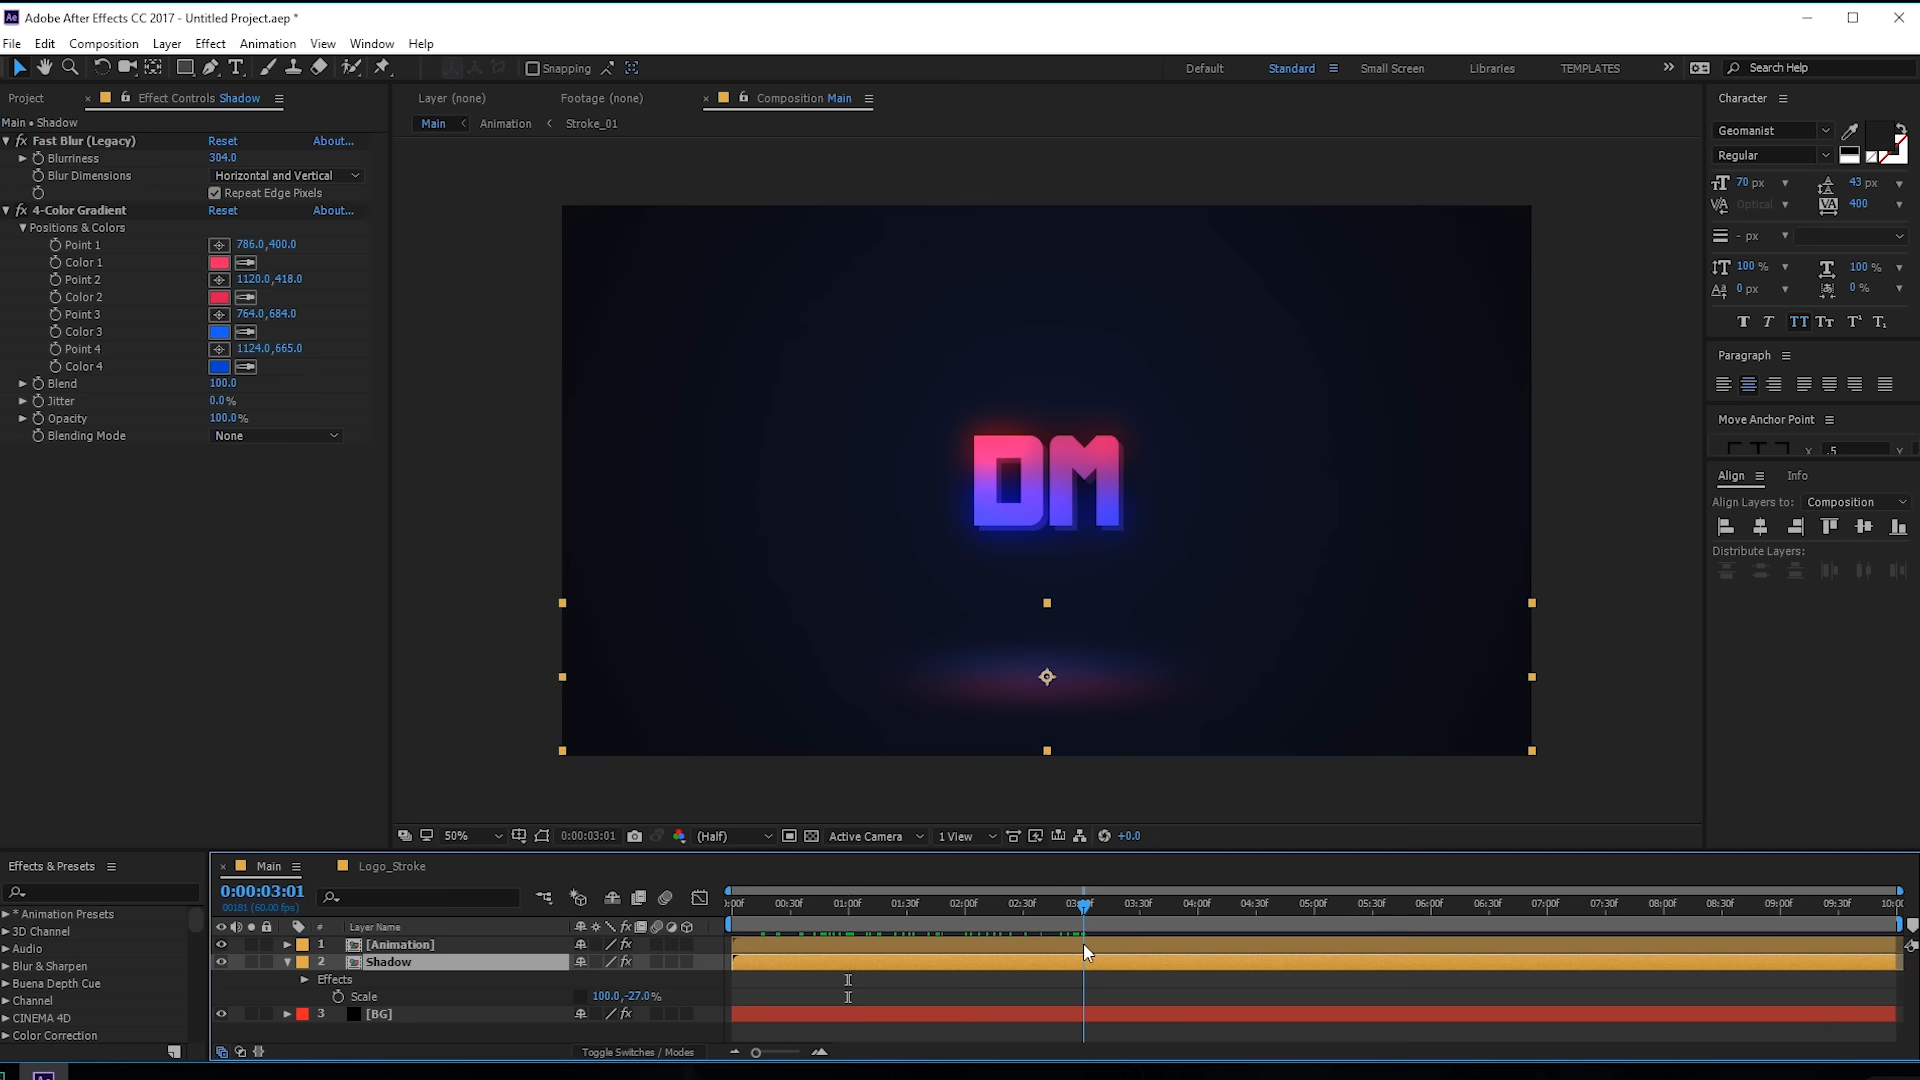 Adobe After Effects CC 2017 - Untitled Project.aep *
File Edit Composition Layer Effect Animation View Window Help
Snapping
Default Standard Small Screen Libraries TEMPLATES Search Help
Project Effect Controls Shadow
Layer (none) Footage (none) Composition Main
Character
Main • Shadow
Main Animation Stroke_01
Fast Blur (Legacy) Reset About...
Blurriness 304.0
Blur Dimensions Horizontal and Vertical
Repeat Edge Pixels
4-Color Gradient Reset About...
Positions & Colors
Point 1 786.0,400.0
Color 1
Point 2 1120.0,418.0
Color 2
Point 3 764.0,684.0
Color 3
Point 4 1124.0,665.0
Color 4
Blend 100.0
Jitter 0.0%
Opacity 100.0%
Blending Mode None
DM
Geomanist
Regular
70 px 43 px
Optical 400
- px
100 % 100 %
0 px 0 %
T T TT Tт T¹ T₁
Paragraph
Move Anchor Point
X .5 Y
Align Info
Align Layers to: Composition
Distribute Layers:
50% 0:00:03:01 (Half) Active Camera 1 View +0.0
Effects & Presets
* Animation Presets
3D Channel
Audio
Blur & Sharpen
Buena Depth Cue
Channel
CINEMA 4D
Color Correction
Main Logo_Stroke
0:00:03:01
00181 (60.00 fps)
:00f 00:30f 01:00f 01:30f 02:00f 02:30f 03:00f 03:30f 04:00f 04:30f 05:00f 05:30f 06:00f 06:30f 07:00f 07:30f 08:00f 08:30f 09:00f 09:30f 10:00
# Layer Name
1 [Animation]
2 Shadow
Effects
Scale 100.0,-27.0%
3 [BG]
Toggle Switches / Modes
Ae